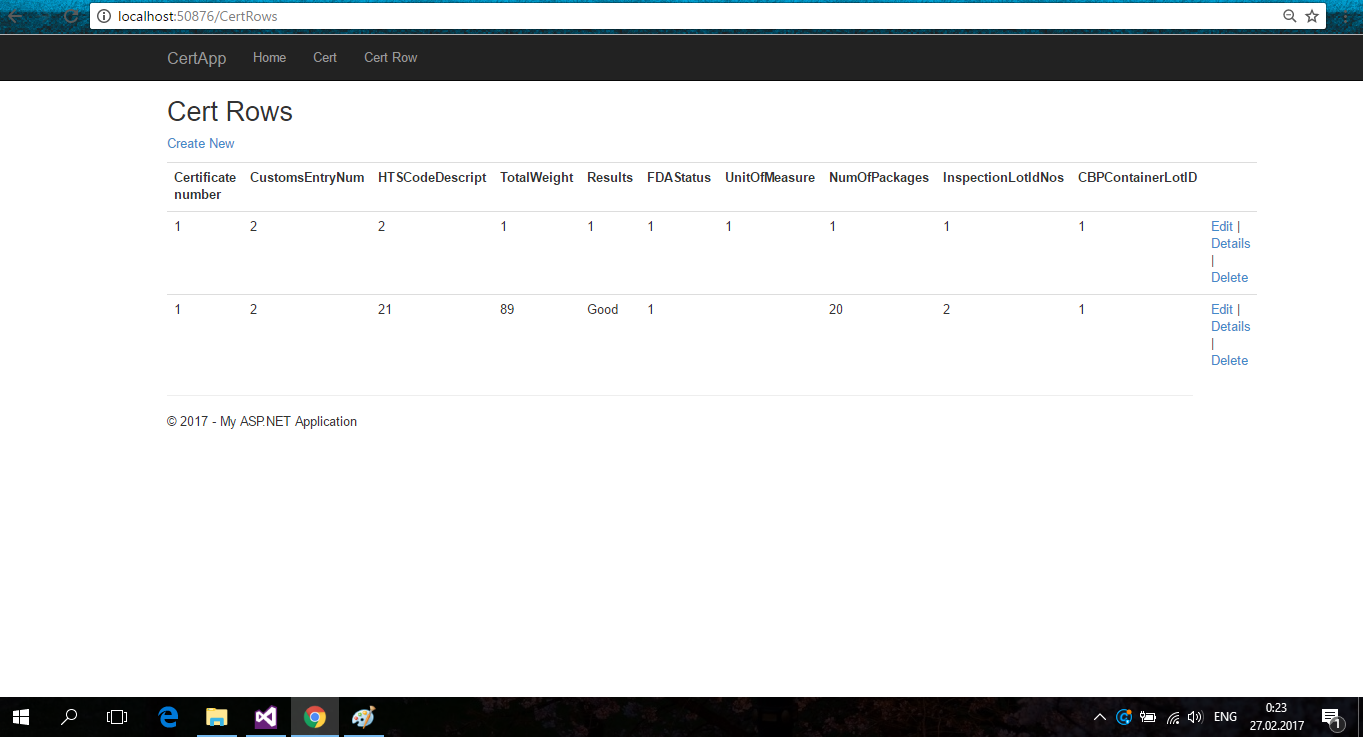 localhost:50876/CertRows
CertApp Home Cert Cert Row
Cert Rows
Create New
Certificate number CustomsEntryNum HTSCodeDescript TotalWeight Results FDAStatus UnitOfMeasure NumOfPackages InspectionLotIdNos CBPContainerLotID
1 2 2 1 1 1 1 1 1 1 Edit |
Details
|
Delete
1 2 21 89 Good 1 20 2 1 Edit |
Details
|
Delete
© 2017 - My ASP.NET Application
ENG
0:23
27.02.2017
1